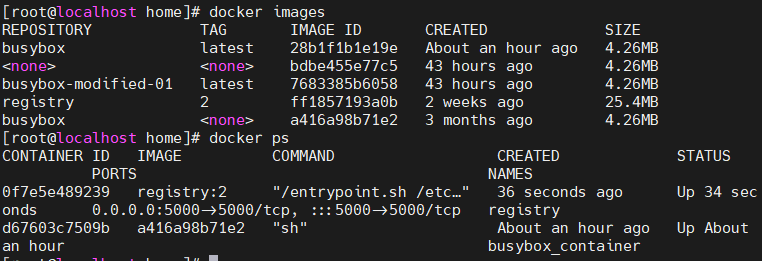 [root@localhost home]# docker images
REPOSITORY TAG IMAGE ID CREATED SIZE
busybox latest 28b1f1b1e19e About an hour ago 4.26MB
<none> <none> bdbe455e77c5 43 hours ago 4.26MB
busybox-modified-01 latest 7683385b6058 43 hours ago 4.26MB
registry 2 ff1857193a0b 2 weeks ago 25.4MB
busybox <none> a416a98b71e2 3 months ago 4.26MB
[root@localhost home]# docker ps
CONTAINER ID IMAGE COMMAND CREATED STATUS
PORTS NAMES
0f7e5e489239 registry:2 "/entrypoint.sh /etc…" 36 seconds ago Up 34 sec
onds 0.0.0.0:5000->5000/tcp, :::5000->5000/tcp registry
d67603c7509b a416a98b71e2 "sh" About an hour ago Up About
an hour busybox_container
[root@localhost home]#